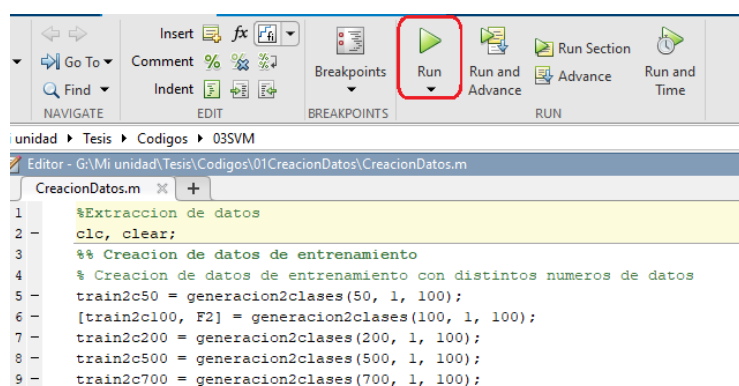 Insert fx fi
Go To Comment % Breakpoints Run Run and Advance Run Section Run and Time
Find Indent Advance
NAVIGATE EDIT BREAKPOINTS RUN
unidad Tesis Codigos 03SVM
Editor - G:\Mi unidad\Tesis\Codigos\01CreacionDatos\CreacionDatos.m
CreacionDatos.m × +
1 %Extraccion de datos
2 - clc, clear;
3 %% Creacion de datos de entrenamiento
4 % Creacion de datos de entrenamiento con distintos numeros de datos
5 - train2c50 = generacion2clases(50, 1, 100);
6 - [train2c100, F2] = generacion2clases(100, 1, 100);
7 - train2c200 = generacion2clases(200, 1, 100);
8 - train2c500 = generacion2clases(500, 1, 100);
9 - train2c700 = generacion2clases(700, 1, 100);